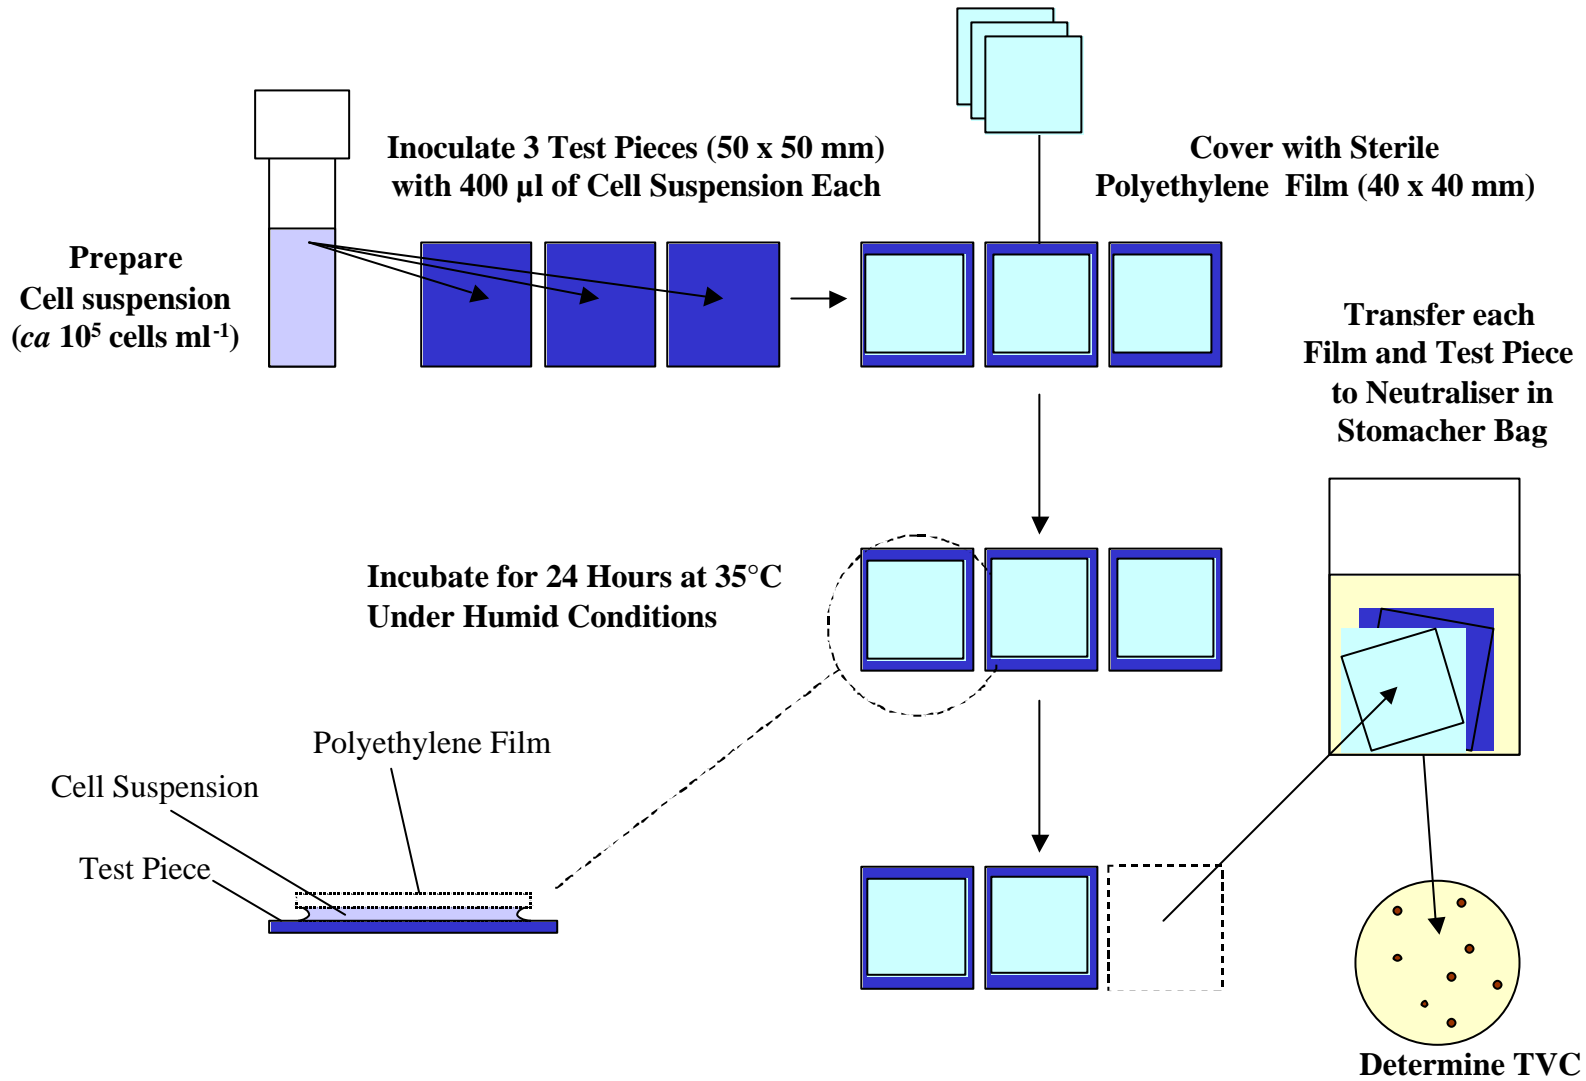 Inoculate 3 Test Pieces (50 x 50 mm)
with 400 µl of Cell Suspension Each
Cover with Sterile
Polyethylene Film (40 x 40 mm)
Prepare
Cell suspension
(ca 10⁵ cells ml⁻¹)
Transfer each
Film and Test Piece
to Neutraliser in
Stomacher Bag
Incubate for 24 Hours at 35°C
Under Humid Conditions
Polyethylene Film
Cell Suspension
Test Piece
Determine TVC